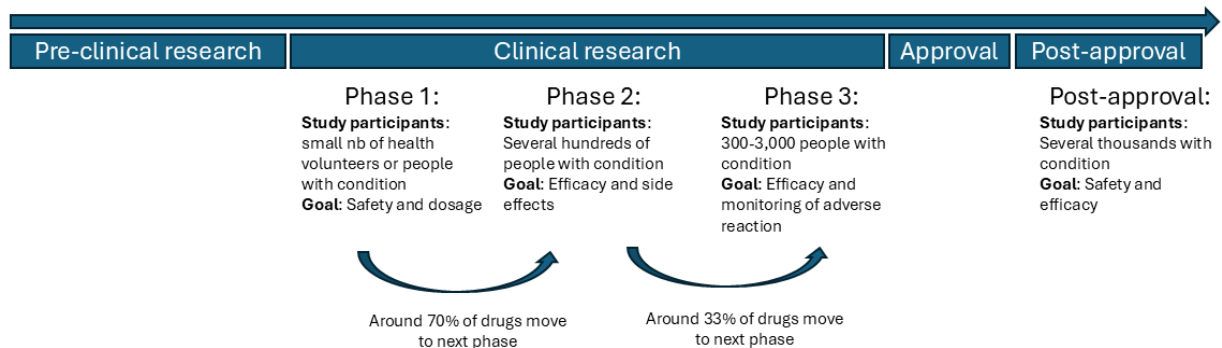 Pre-clinical research
Clinical research
Approval
Post-approval
Phase 1:
Study participants:
small nb of health
volunteers or people
with condition
Goal: Safety and dosage
Phase 2:
Study participants:
Several hundreds of
people with condition
Goal: Efficacy and side
effects
Phase 3:
Study participants:
300-3,000 people with
condition
Goal: Efficacy and
monitoring of adverse
reaction
Post-approval:
Study participants:
Several thousands with
condition
Goal: Safety and
efficacy
Around 70% of drugs move
to next phase
Around 33% of drugs move
to next phase